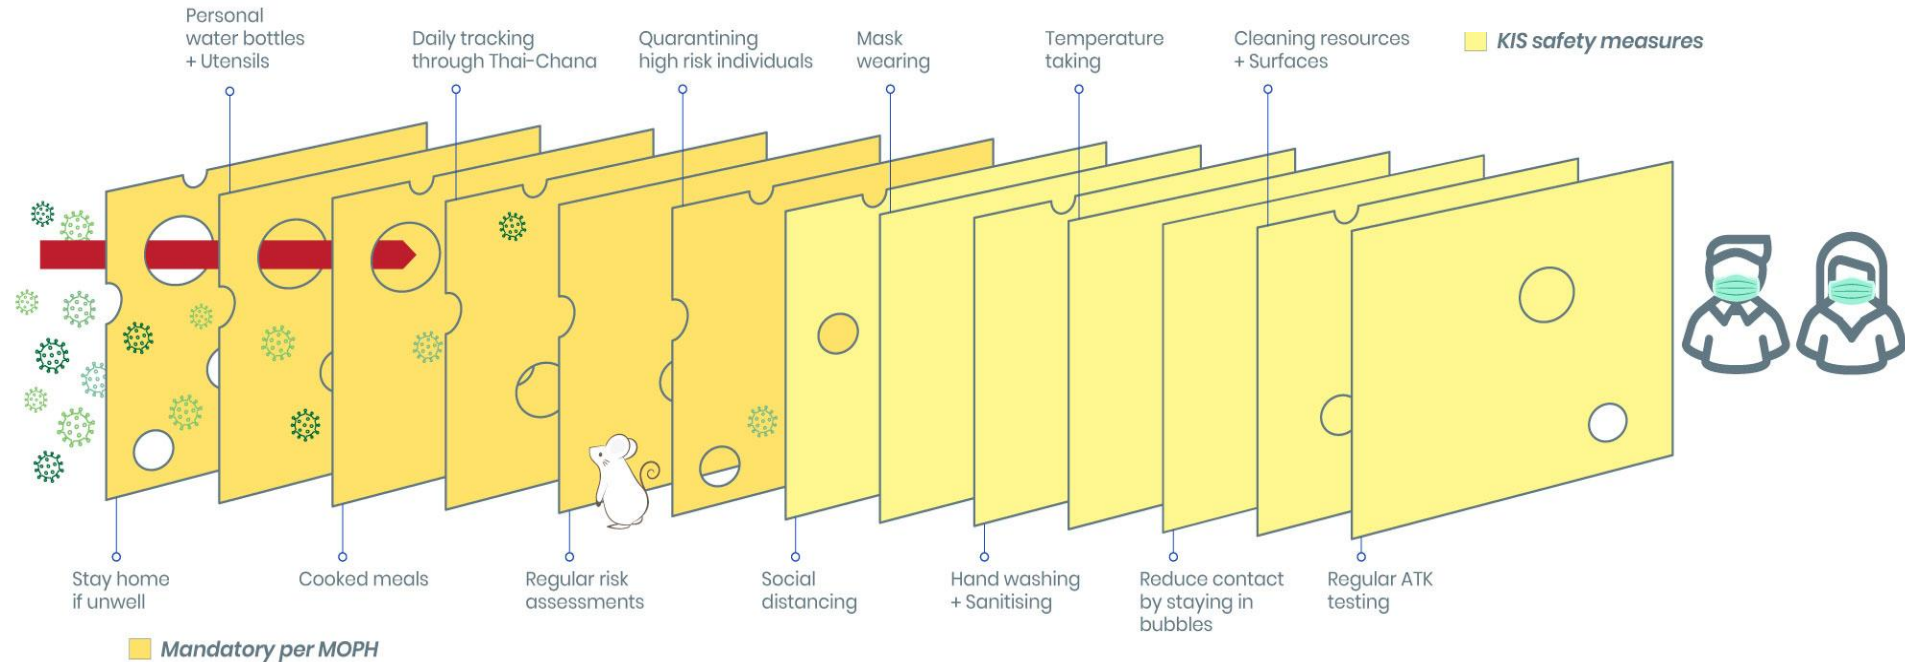 Personal
water bottles
+ Utensils
Daily tracking
through Thai-Chana
Quarantining
high risk individuals
Mask
wearing
Temperature
taking
Cleaning resources
+ Surfaces
KIS safety measures
Stay home
if unwell
Cooked meals
Regular risk
assessments
Social
distancing
Hand washing
+ Sanitising
Reduce contact
by staying in
bubbles
Regular ATK
testing
Mandatory per MOPH